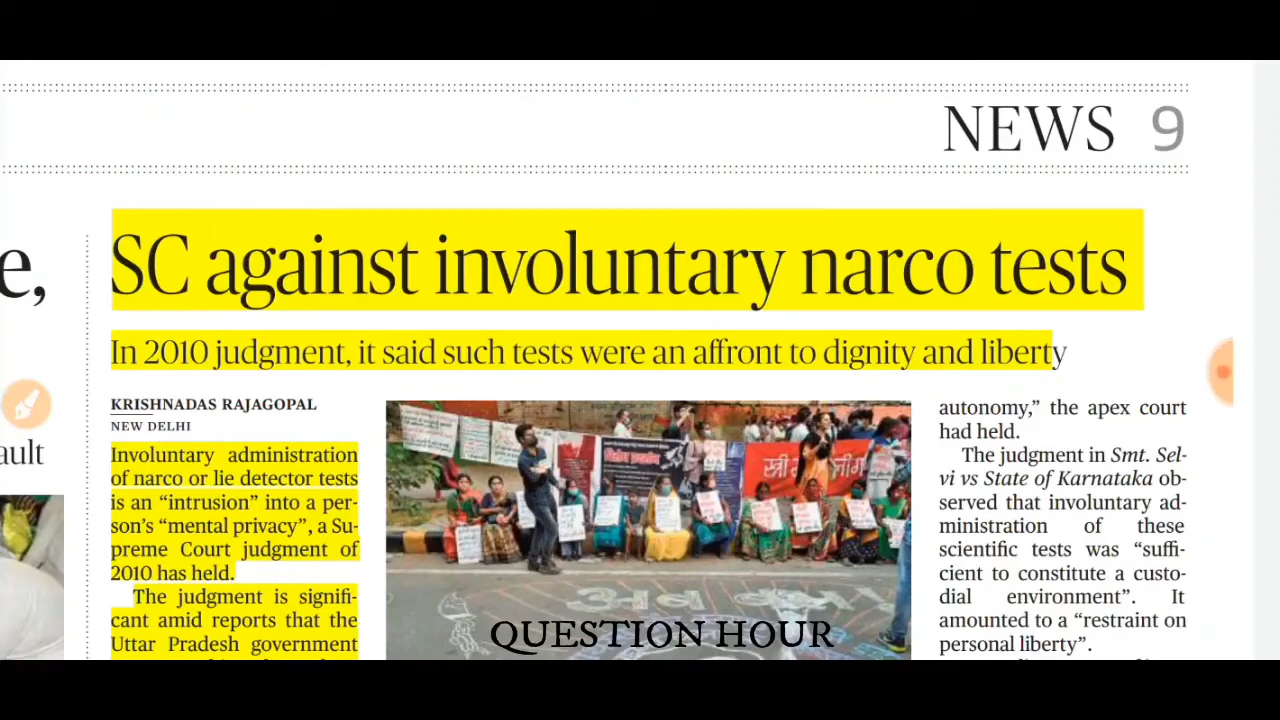 NEWS 9
e,
ault
SC against involuntary narco tests
In 2010 judgment, it said such tests were an affront to dignity and liberty
KRISHNADAS RAJAGOPAL
NEW DELHI
Involuntary administration
of narco or lie detector tests
is an “intrusion” into a per-
son’s “mental privacy”, a Su-
preme Court judgment of
2010 has held.
The judgment is signifi-
cant amid reports that the
Uttar Pradesh government
autonomy,” the apex court
had held.
The judgment in Smt. Sel-
vi vs State of Karnataka ob-
served that involuntary ad-
ministration of these
scientific tests was “suffi-
cient to constitute a custo-
dial environment”. It
amounted to a “restraint on
personal liberty”.
QUESTION HOUR